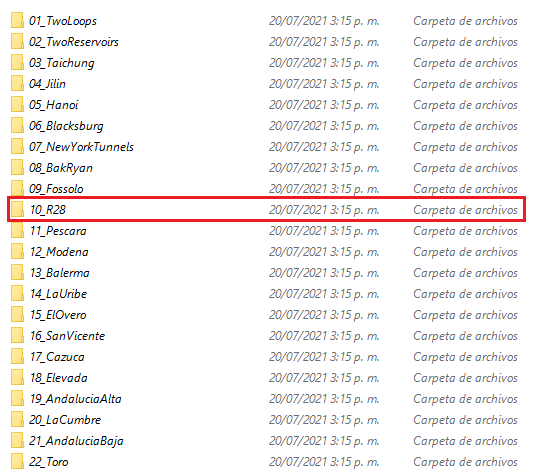 01_TwoLoops 20/07/2021 3:15 p. m. Carpeta de archivos
02_TwoReservoirs 20/07/2021 3:15 p. m. Carpeta de archivos
03_Taichung 20/07/2021 3:15 p. m. Carpeta de archivos
04_Jilin 20/07/2021 3:15 p. m. Carpeta de archivos
05_Hanoi 20/07/2021 3:15 p. m. Carpeta de archivos
06_Blacksburg 20/07/2021 3:15 p. m. Carpeta de archivos
07_NewYorkTunnels 20/07/2021 3:15 p. m. Carpeta de archivos
08_BakRyan 20/07/2021 3:15 p. m. Carpeta de archivos
09_Fossolo 20/07/2021 3:15 p. m. Carpeta de archivos
10_R28 20/07/2021 3:15 p. m. Carpeta de archivos
11_Pescara 20/07/2021 3:15 p. m. Carpeta de archivos
12_Modena 20/07/2021 3:15 p. m. Carpeta de archivos
13_Balerma 20/07/2021 3:15 p. m. Carpeta de archivos
14_LaUribe 20/07/2021 3:15 p. m. Carpeta de archivos
15_ElOvero 20/07/2021 3:15 p. m. Carpeta de archivos
16_SanVicente 20/07/2021 3:15 p. m. Carpeta de archivos
17_Cazuca 20/07/2021 3:15 p. m. Carpeta de archivos
18_Elevada 20/07/2021 3:15 p. m. Carpeta de archivos
19_AndaluciaAlta 20/07/2021 3:15 p. m. Carpeta de archivos
20_LaCumbre 20/07/2021 3:15 p. m. Carpeta de archivos
21_AndaluciaBaja 20/07/2021 3:15 p. m. Carpeta de archivos
22_Toro 20/07/2021 3:15 p. m. Carpeta de archivos